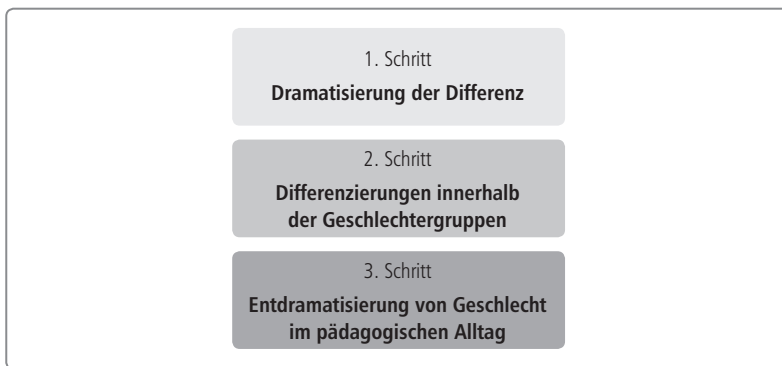 1. Schritt
Dramatisierung der Differenz
2. Schritt
Differenzierungen innerhalb
der Geschlechtergruppen
3. Schritt
Entdramatisierung von Geschlecht
im pädagogischen Alltag